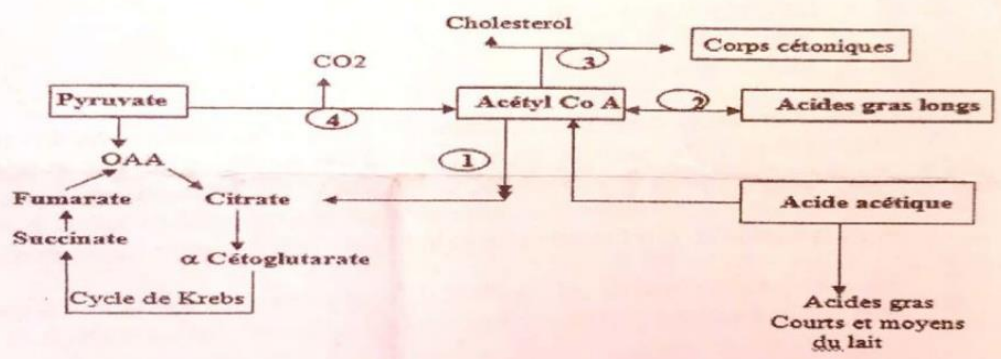 Cholesterol
Corps cétoniques
3
CO2
Pyruvate
Acétyl Co A
2
Acides gras longs
4
OAA
1
Fumarate
Citrate
Acide acétique
Succinate
α Cétoglutarate
Cycle de Krebs
Acides gras
Courts et moyens
du lait